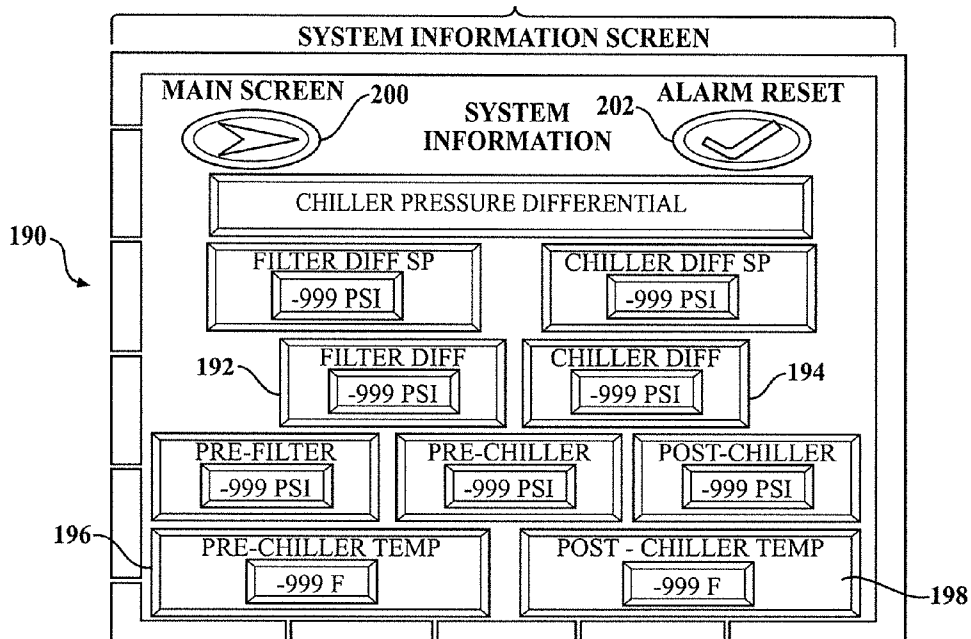 SYSTEM INFORMATION SCREEN
MAIN SCREEN
200
SYSTEM
INFORMATION
202
ALARM RESET
CHILLER PRESSURE DIFFERENTIAL
190
FILTER DIFF SP
-999 PSI
CHILLER DIFF SP
-999 PSI
192
FILTER DIFF
-999 PSI
CHILLER DIFF
-999 PSI
194
PRE-FILTER
-999 PSI
PRE-CHILLER
-999 PSI
POST-CHILLER
-999 PSI
196
PRE-CHILLER TEMP
-999 F
POST - CHILLER TEMP
-999 F
198